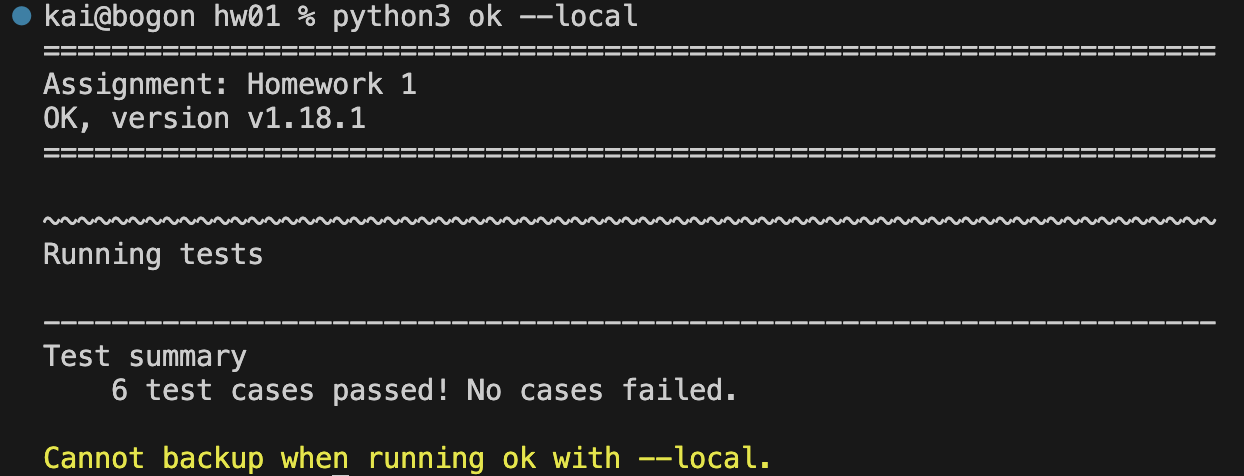 kai@bogon hw01 % python3 ok --local
=====================================================================
Assignment: Homework 1
OK, version v1.18.1
=====================================================================
~~~~~~~~~~~~~~~~~~~~~~~~~~~~~~~~~~~~~~~~~~~~~~~~~~~~~~~~~~~~~~~~~~~~~
Running tests
---------------------------------------------------------------------
Test summary
    6 test cases passed! No cases failed.
Cannot backup when running ok with --local.